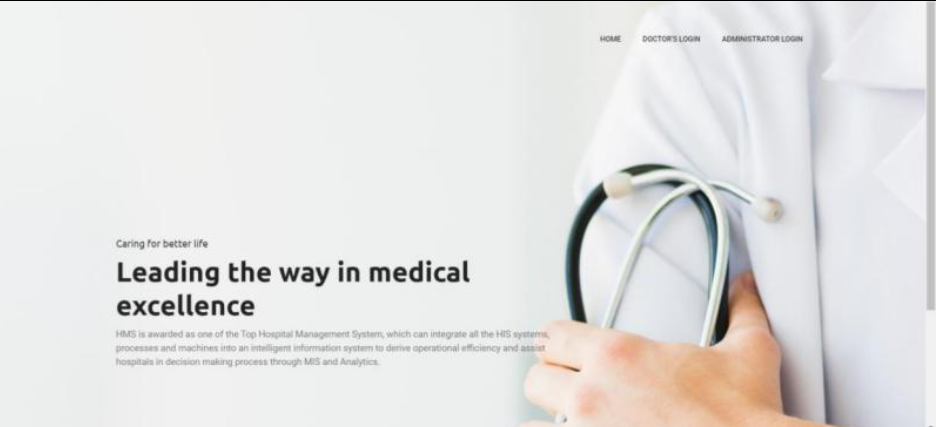 HOME DOCTOR'S LOGIN ADMINISTRATOR LOGIN
Caring for better life
Leading the way in medical
excellence
HMS is awarded as one of the Top Hospital Management System, which can integrate all the HIS systems,
processes and machines into an intelligent information system to derive operational efficiency and assist
hospitals in decision making process through MIS and Analytics.